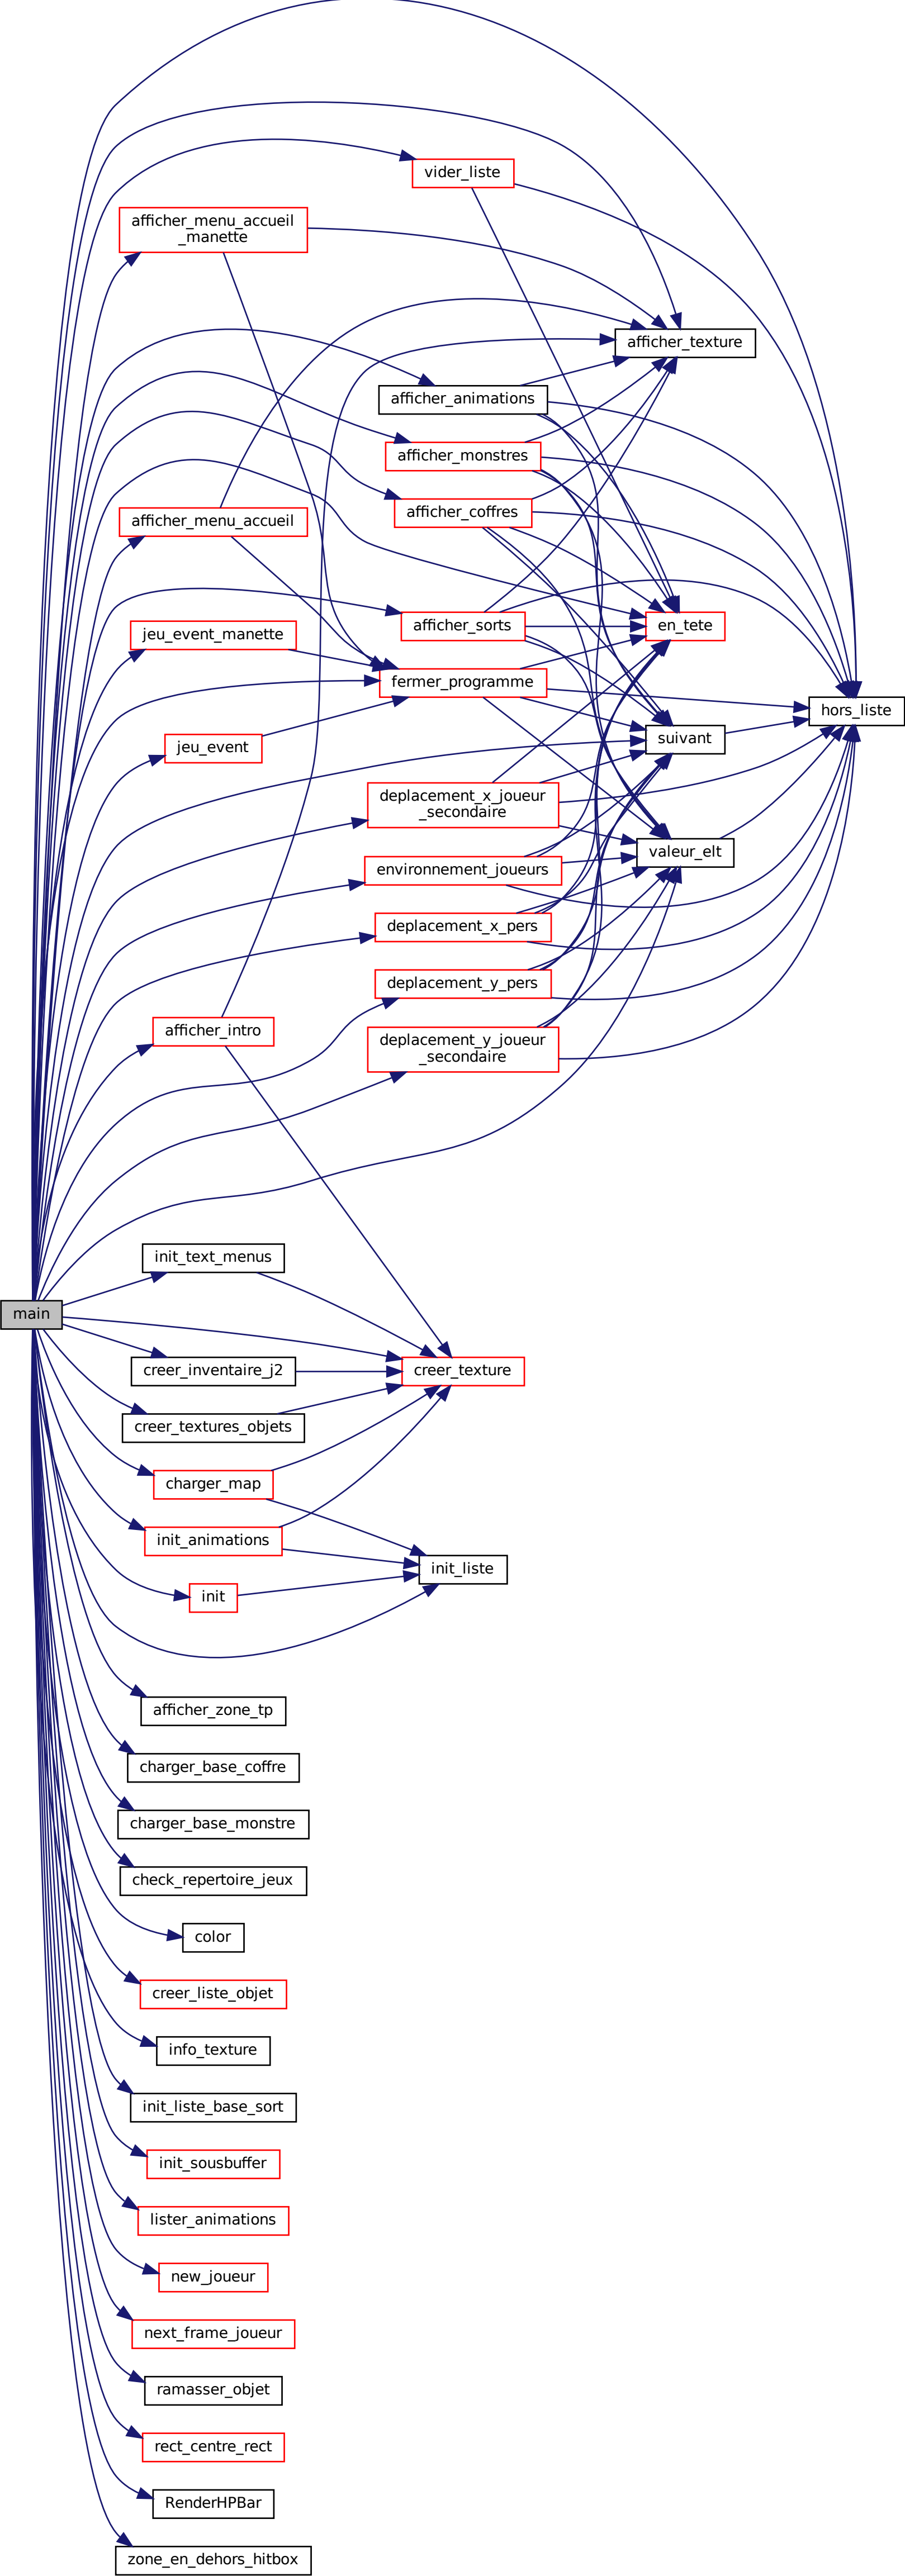 vider_liste
afficher_menu_accueil
_manette
afficher_texture
afficher_animations
afficher_monstres
afficher_coffres
afficher_menu_accueil
afficher_sorts
en_tete
jeu_event_manette
fermer_programme
hors_liste
jeu_event
suivant
deplacement_x_joueur
_secondaire
valeur_elt
environnement_joueurs
deplacement_x_pers
deplacement_y_pers
afficher_intro
deplacement_y_joueur
_secondaire
init_text_menus
main
creer_inventaire_j2
creer_texture
creer_textures_objets
charger_map
init_animations
init_liste
init
afficher_zone_tp
charger_base_coffre
charger_base_monstre
check_repertoire_jeux
color
creer_liste_objet
info_texture
init_liste_base_sort
init_sousbuffer
lister_animations
new_joueur
next_frame_joueur
ramasser_objet
rect_centre_rect
RenderHPBar
zone_en_dehors_hitbox